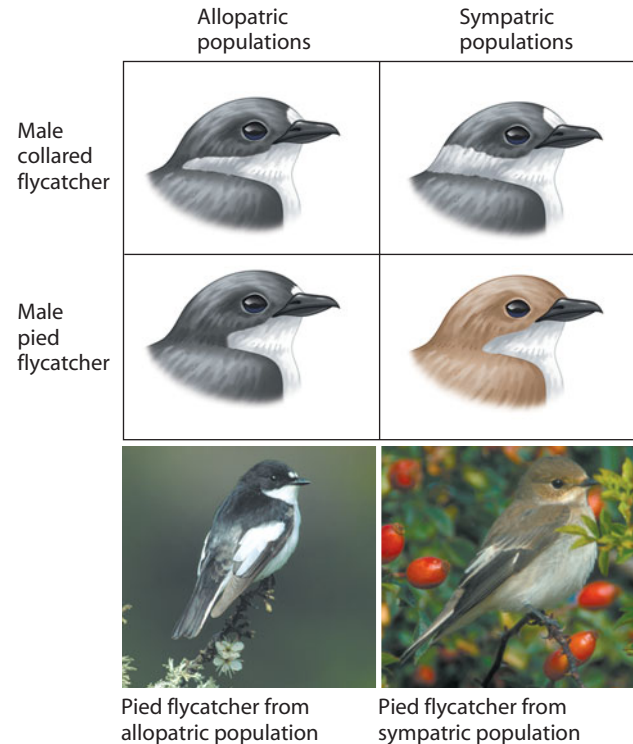 Allopatric
populations
Sympatric
populations
Male
collared
flycatcher
Male
pied
flycatcher
Pied flycatcher from
allopatric population
Pied flycatcher from
sympatric population